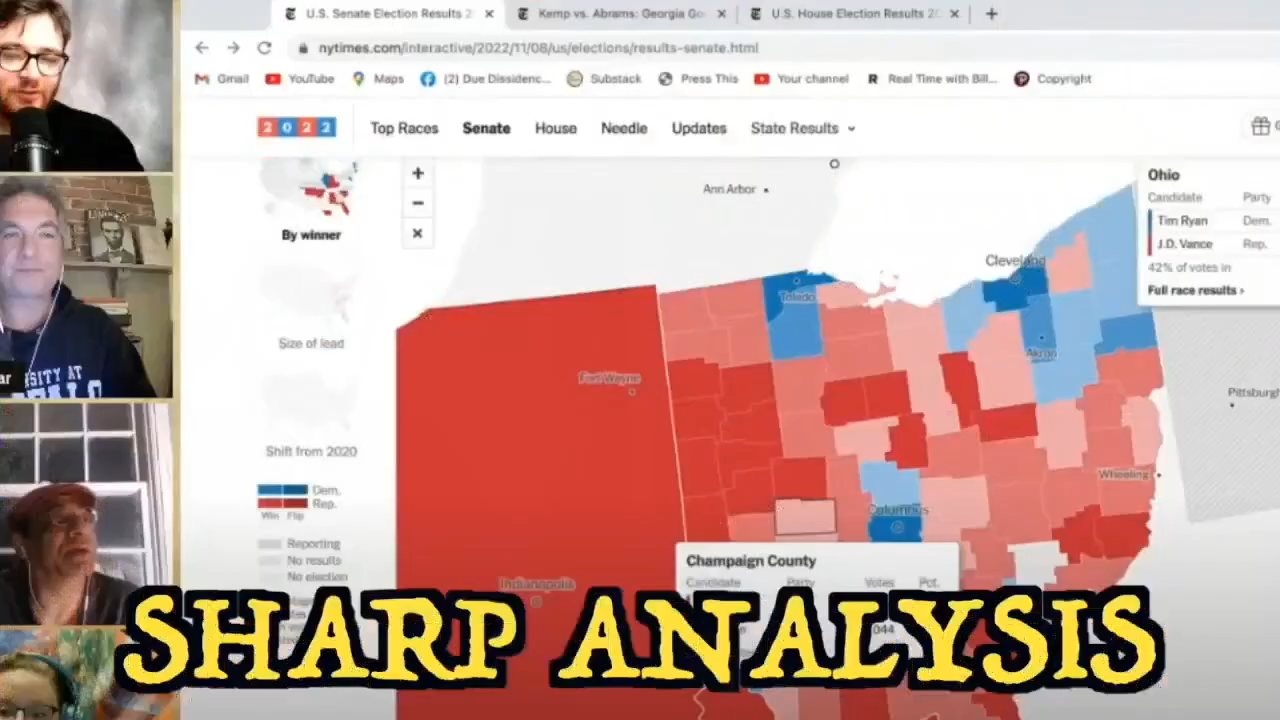 U.S. Senate Election Results 2
Kemp vs. Abrams: Georgia Go
U.S. House Election Results 20
nytimes.com/interactive/2022/11/08/us/elections/results-senate.html
Gmail
YouTube
Maps
(2) Due Dissidenc...
Substack
Press This
Your channel
Real Time with Bill...
Copyright
2022
Top Races
Senate
House
Needle
Updates
State Results
By winner
Size of lead
Shift from 2020
Dem.
Rep.
Win Flip
Reporting
No results
No election
Ann Arbor
Toledo
Cleveland
Akron
Fort Wayne
Pittsburgh
Wheeling
Columbus
Indianapolis
Ohio
Candidate Party
Tim Ryan Dem.
J.D. Vance Rep.
42% of votes in
Full race results ›
Champaign County
Candidate Party Votes Pct.
044
SITY AT
SHARP ANALYSIS